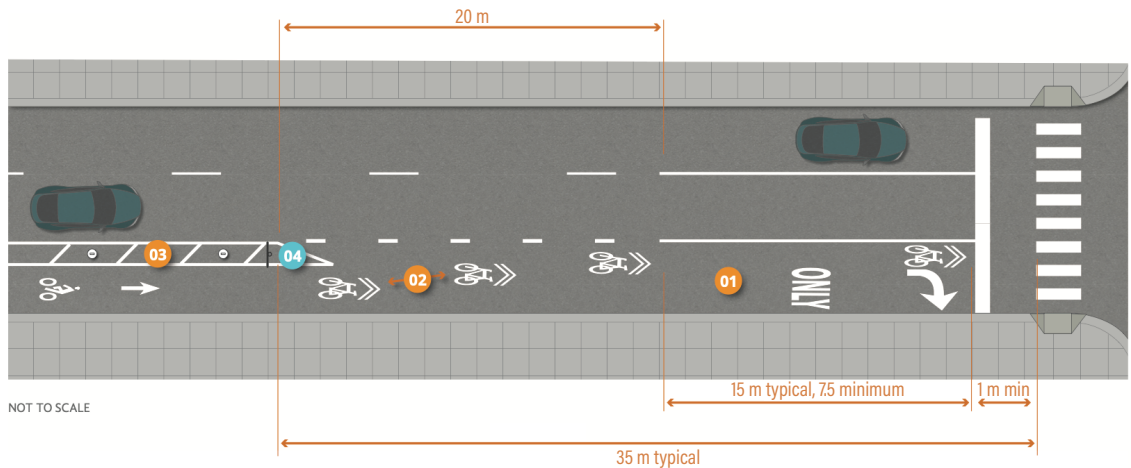 20 m
03
04
02
01
ONLY
15 m typical, 7.5 minimum
1 m min
NOT TO SCALE
35 m typical